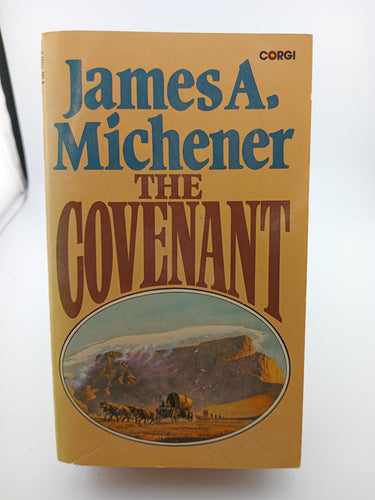 CORGI
James A.
Michener
THE
COVENANT